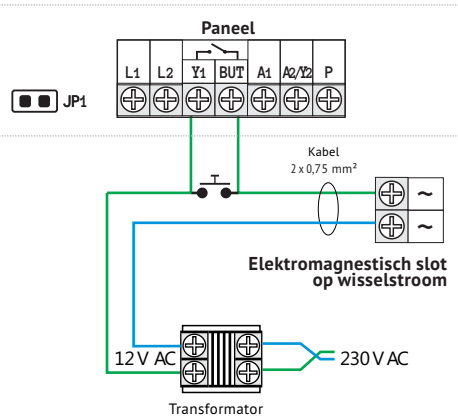 Paneel
L1 L2 Y1 BUT A1 A2/Y2 P
JP1
Kabel
2 x 0,75 mm²
~
~
Elektromagnestisch slot
op wisselstroom
12 V AC
230 V AC
Transformator